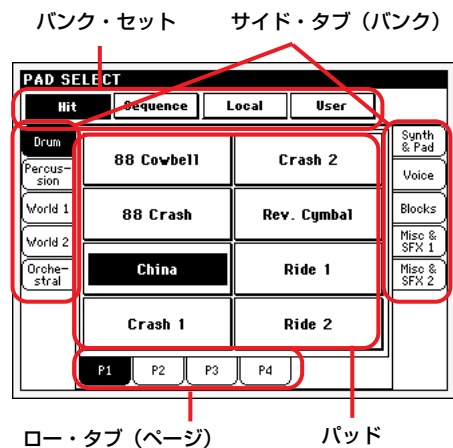 バンク・セット
サイド・タブ（バンク）
PAD SELECT
Hit
Sequence
Local
User
Drum
Percus-
sion
World 1
World 2
Orche-
stral
88 Cowbell
Crash 2
88 Crash
Rev. Cymbal
China
Ride 1
Crash 1
Ride 2
Synth
& Pad
Voice
Blocks
Misc &
SFX 1
Misc &
SFX 2
P1
P2
P3
P4
ロー・タブ（ページ）
パッド